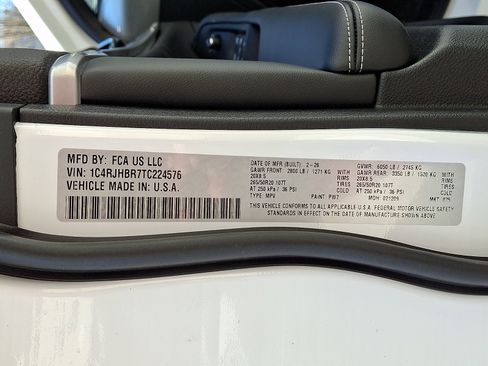 MFD BY: FCA US LLC
VIN: 1C4RJHBR7TC224576
VEHICLE MADE IN: U.S.A.
DATE OF MFR (BUILT): 2-26 GVWR: 6050 LB / 2745 KG
GAWR FRONT: 2800 LB / 1271 KG WITH GAWR REAR: 3350 LB / 1520 KG WITH
20X8.5 RIMS 20X8.5 RIMS
265/50R20 107T TIRES 265/50R20 107T TIRES
AT 250 kPa / 36 PSI COLD AT 250 kPa / 36 PSI COLD
TYPE: MPV PAINT: PW7 MDH: 021209 MKT:
THIS VEHICLE CONFORMS TO ALL APPLICABLE U.S.A. FEDERAL MOTOR VEHICLE SAFETY
STANDARDS IN EFFECT ON THE DATE OF MANUFACTURE SHOWN ABOVE